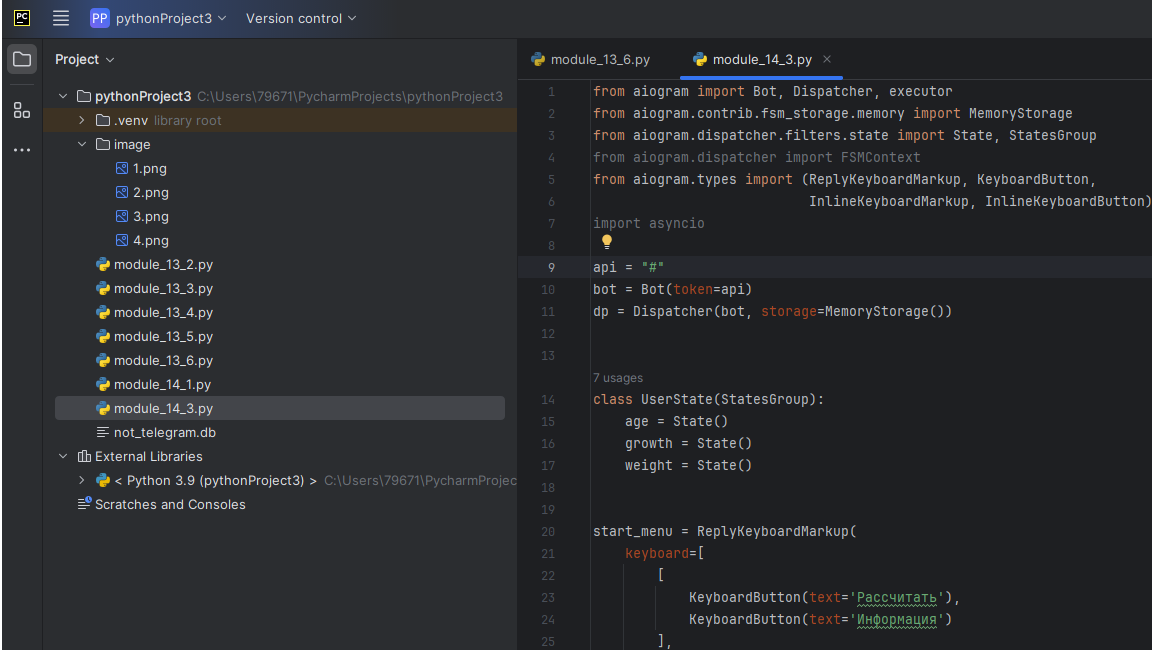 PC
PP pythonProject3 Version control
Project
pythonProject3 C:\Users\79671\PycharmProjects\pythonProject3
.venv library root
image
1.png
2.png
3.png
4.png
module_13_2.py
module_13_3.py
module_13_4.py
module_13_5.py
module_13_6.py
module_14_1.py
module_14_3.py
not_telegram.db
External Libraries
< Python 3.9 (pythonProject3) > C:\Users\79671\PycharmProjec
Scratches and Consoles
module_13_6.py module_14_3.py
1 from aiogram import Bot, Dispatcher, executor
2 from aiogram.contrib.fsm_storage.memory import MemoryStorage
3 from aiogram.dispatcher.filters.state import State, StatesGroup
4 from aiogram.dispatcher import FSMContext
5 from aiogram.types import (ReplyKeyboardMarkup, KeyboardButton,
6 InlineKeyboardMarkup, InlineKeyboardButton)
7 import asyncio
8
9 api = "#"
10 bot = Bot(token=api)
11 dp = Dispatcher(bot, storage=MemoryStorage())
12
13
7 usages
14 class UserState(StatesGroup):
15 age = State()
16 growth = State()
17 weight = State()
18
19
20 start_menu = ReplyKeyboardMarkup(
21 keyboard=[
22 [
23 KeyboardButton(text='Рассчитать'),
24 KeyboardButton(text='Информация')
25 ],